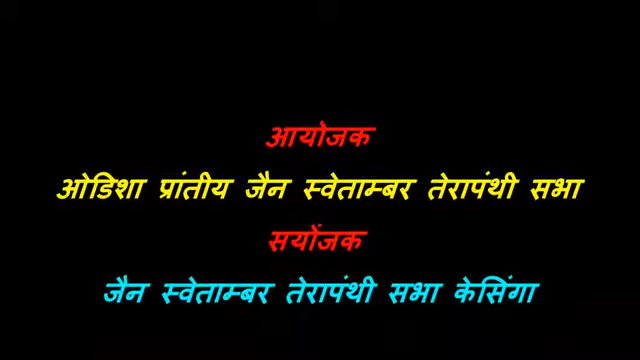 आयोजक
ओडिशा प्रांतीय जैन स्वेताम्बर तेरापंथी सभा
सयोंजक
जैन स्वेताम्बर तेरापंथी सभा केसिंगा